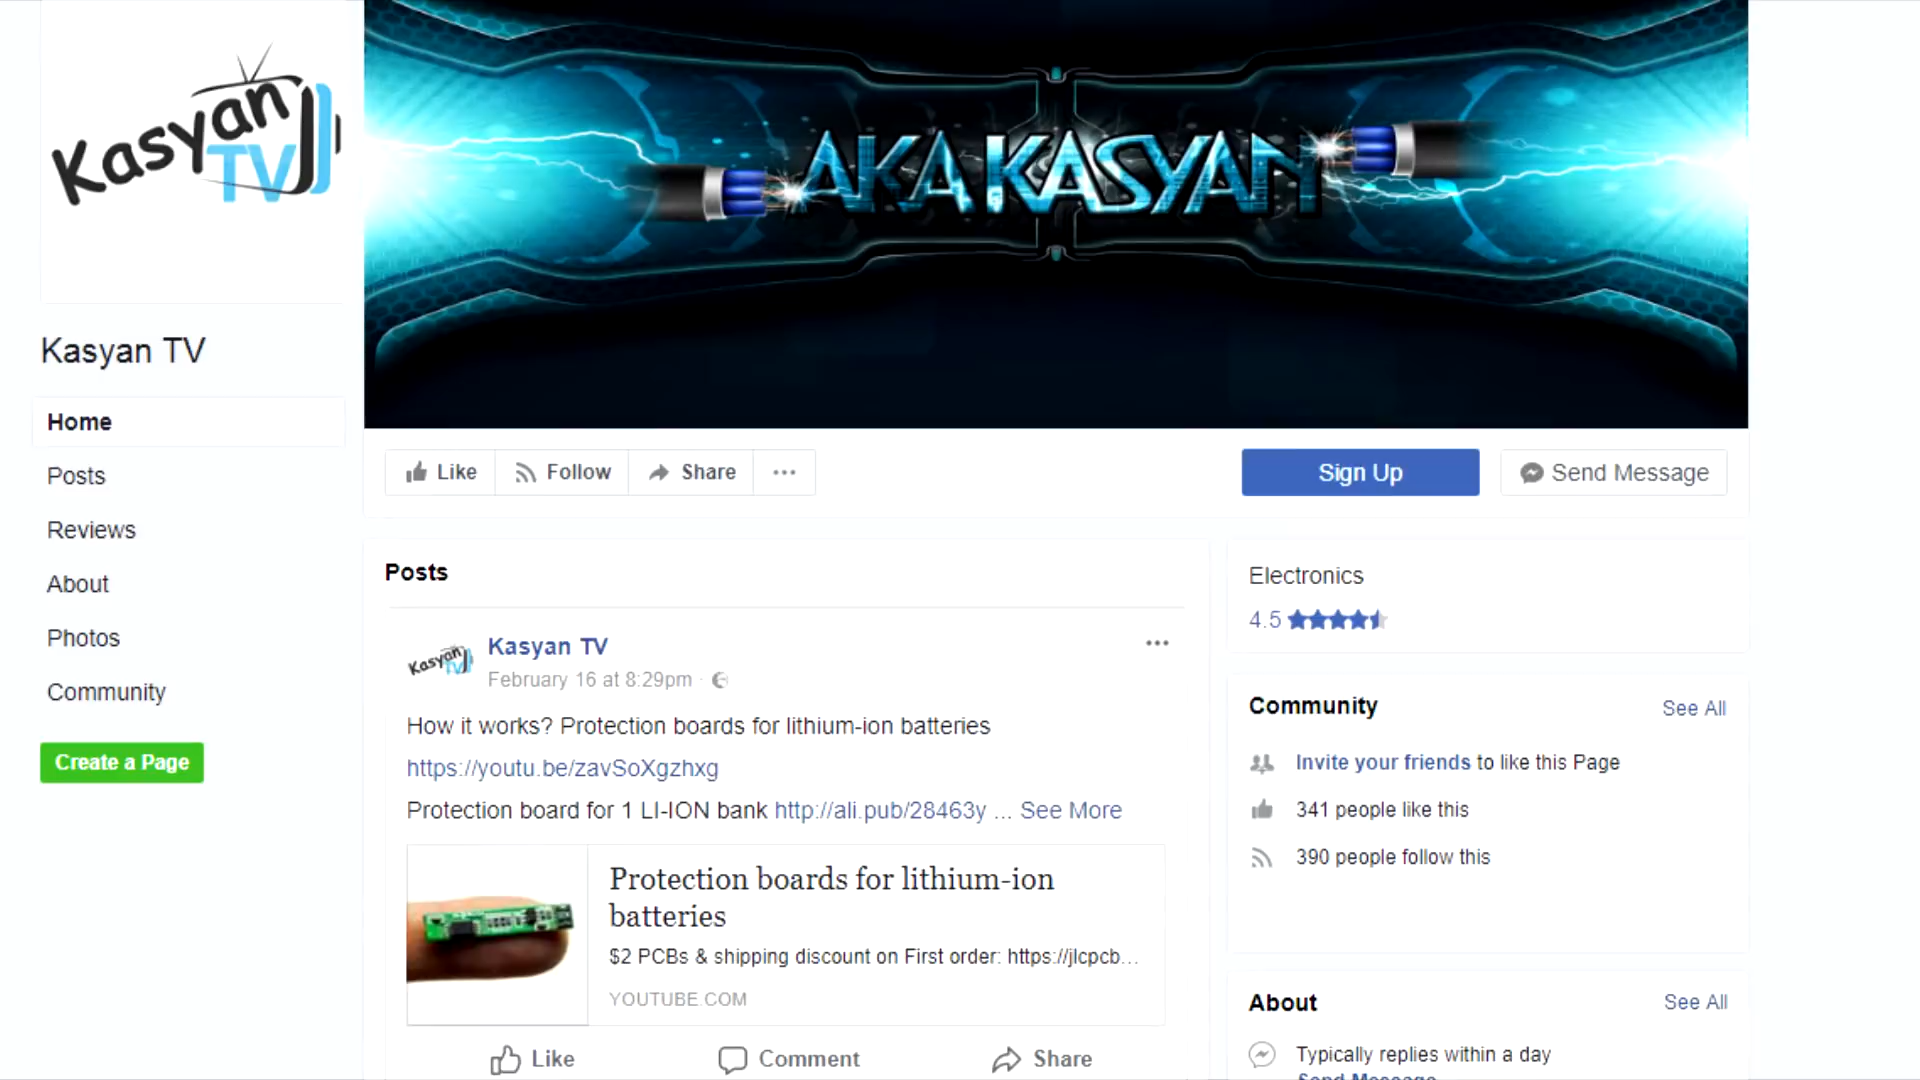 Kasyan TV
AKA KASYAN
Kasyan TV
Home
Posts
Reviews
About
Photos
Community
Create a Page
Like
Follow
Share
Sign Up
Send Message
Posts
Kasyan TV
Kasyan TV
February 16 at 8:29pm ·
How it works? Protection boards for lithium-ion batteries
https://youtu.be/zavSoXgzhxg
Protection board for 1 LI-ION bank http://ali.pub/28463y ... See More
Protection boards for lithium-ion
batteries
$2 PCBs & shipping discount on First order: https://jlcpcb...
YOUTUBE.COM
Like
Comment
Share
Electronics
4.5
Community
See All
Invite your friends to like this Page
341 people like this
390 people follow this
About
See All
Typically replies within a day
Send Message